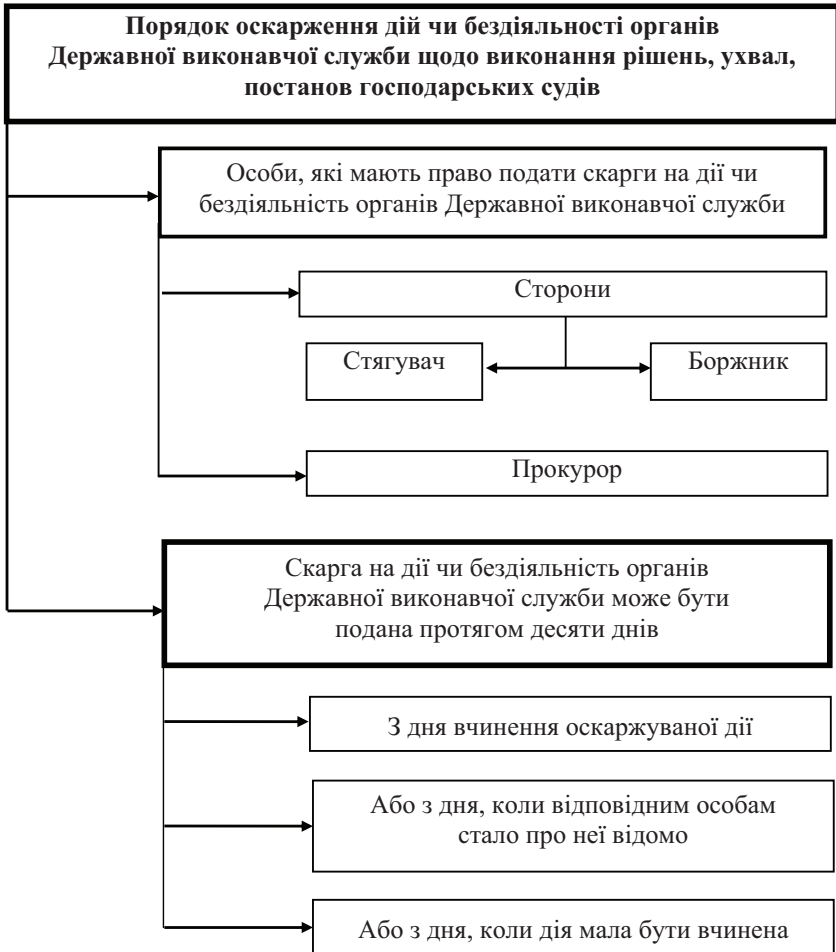 Порядок оскарження дій чи бездіяльності органів
Державної виконавчої служби щодо виконання рішень, ухвал,
постанов господарських судів
Особи, які мають право подати скарги на дії чи
бездіяльність органів Державної виконавчої служби
Сторони
Стягувач
Боржник
Прокурор
Скарга на дії чи бездіяльність органів
Державної виконавчої служби може бути
подана протягом десяти днів
З дня вчинення оскаржуваної дії
Або з дня, коли відповідним особам
стало про неї відомо
Або з дня, коли дія мала бути вчинена